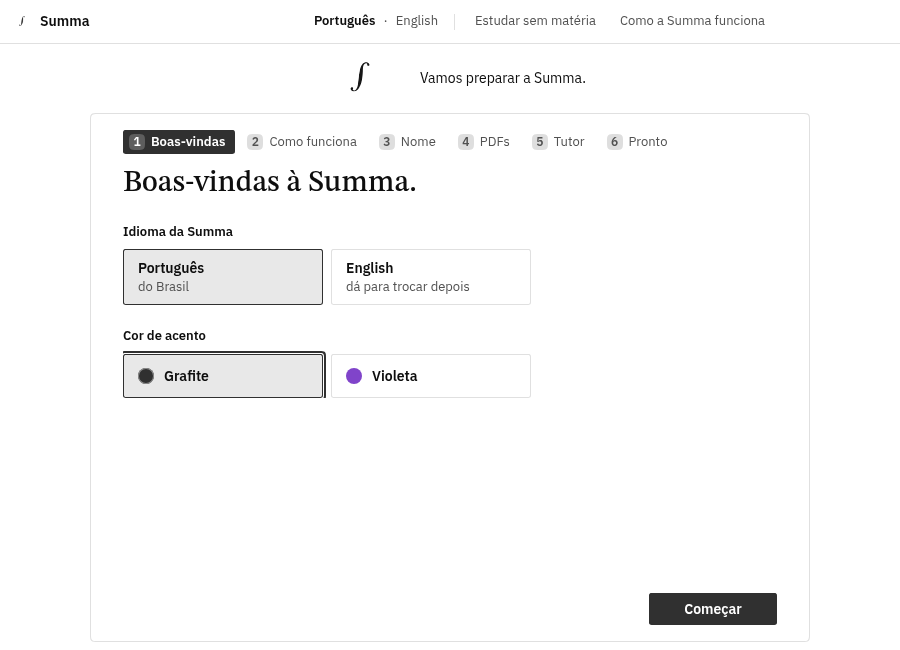 ∫ Summa
Português · English
Estudar sem matéria
Como a Summa funciona
∫
Vamos preparar a Summa.
1 Boas-vindas
2 Como funciona
3 Nome
4 PDFs
5 Tutor
6 Pronto
Boas-vindas à Summa.
Idioma da Summa
Português
do Brasil
English
dá para trocar depois
Cor de acento
Grafite
Violeta
Começar